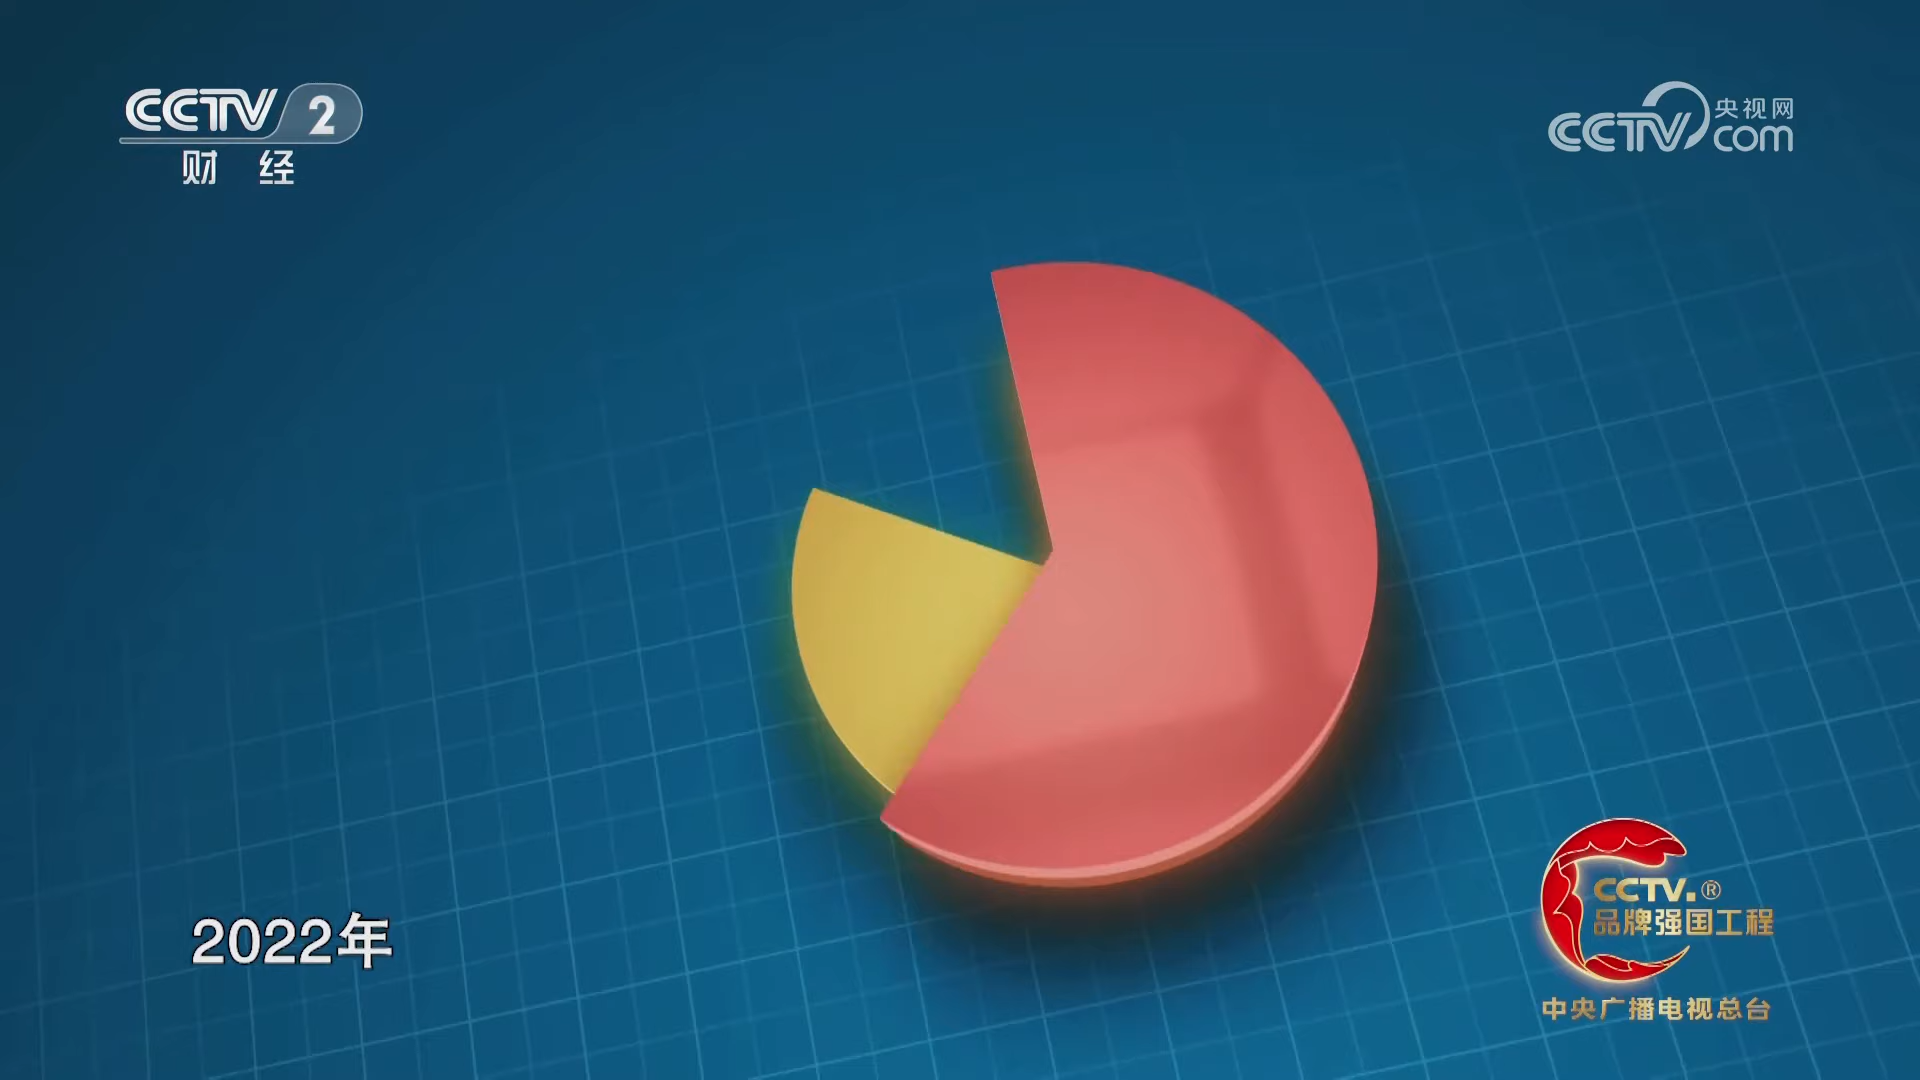 CCTV 2
财 经
央视网
CCTV com
2022年
CCTV.®
品牌强国工程
中央广播电视总台